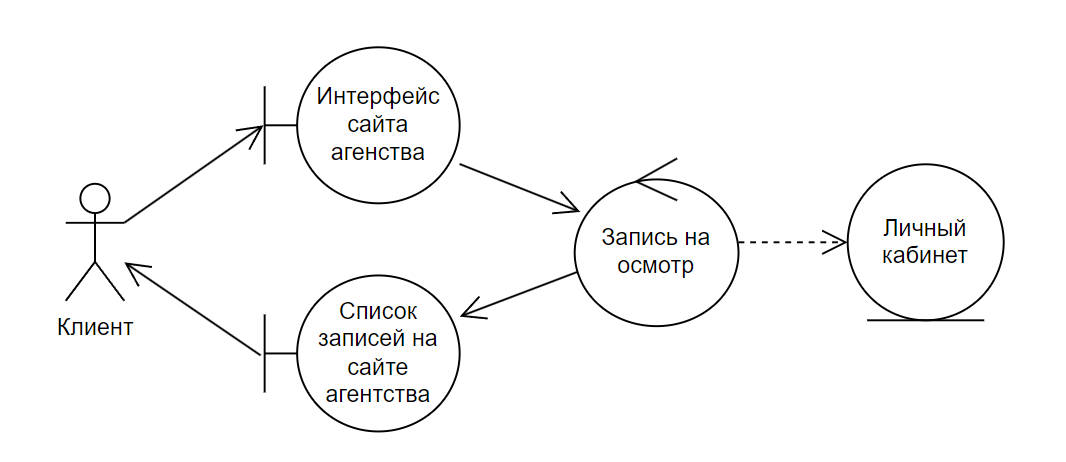 Интерфейс
сайта
агенства
Клиент
Запись на
осмотр
Личный
кабинет
Список
записей на
сайте
агентства